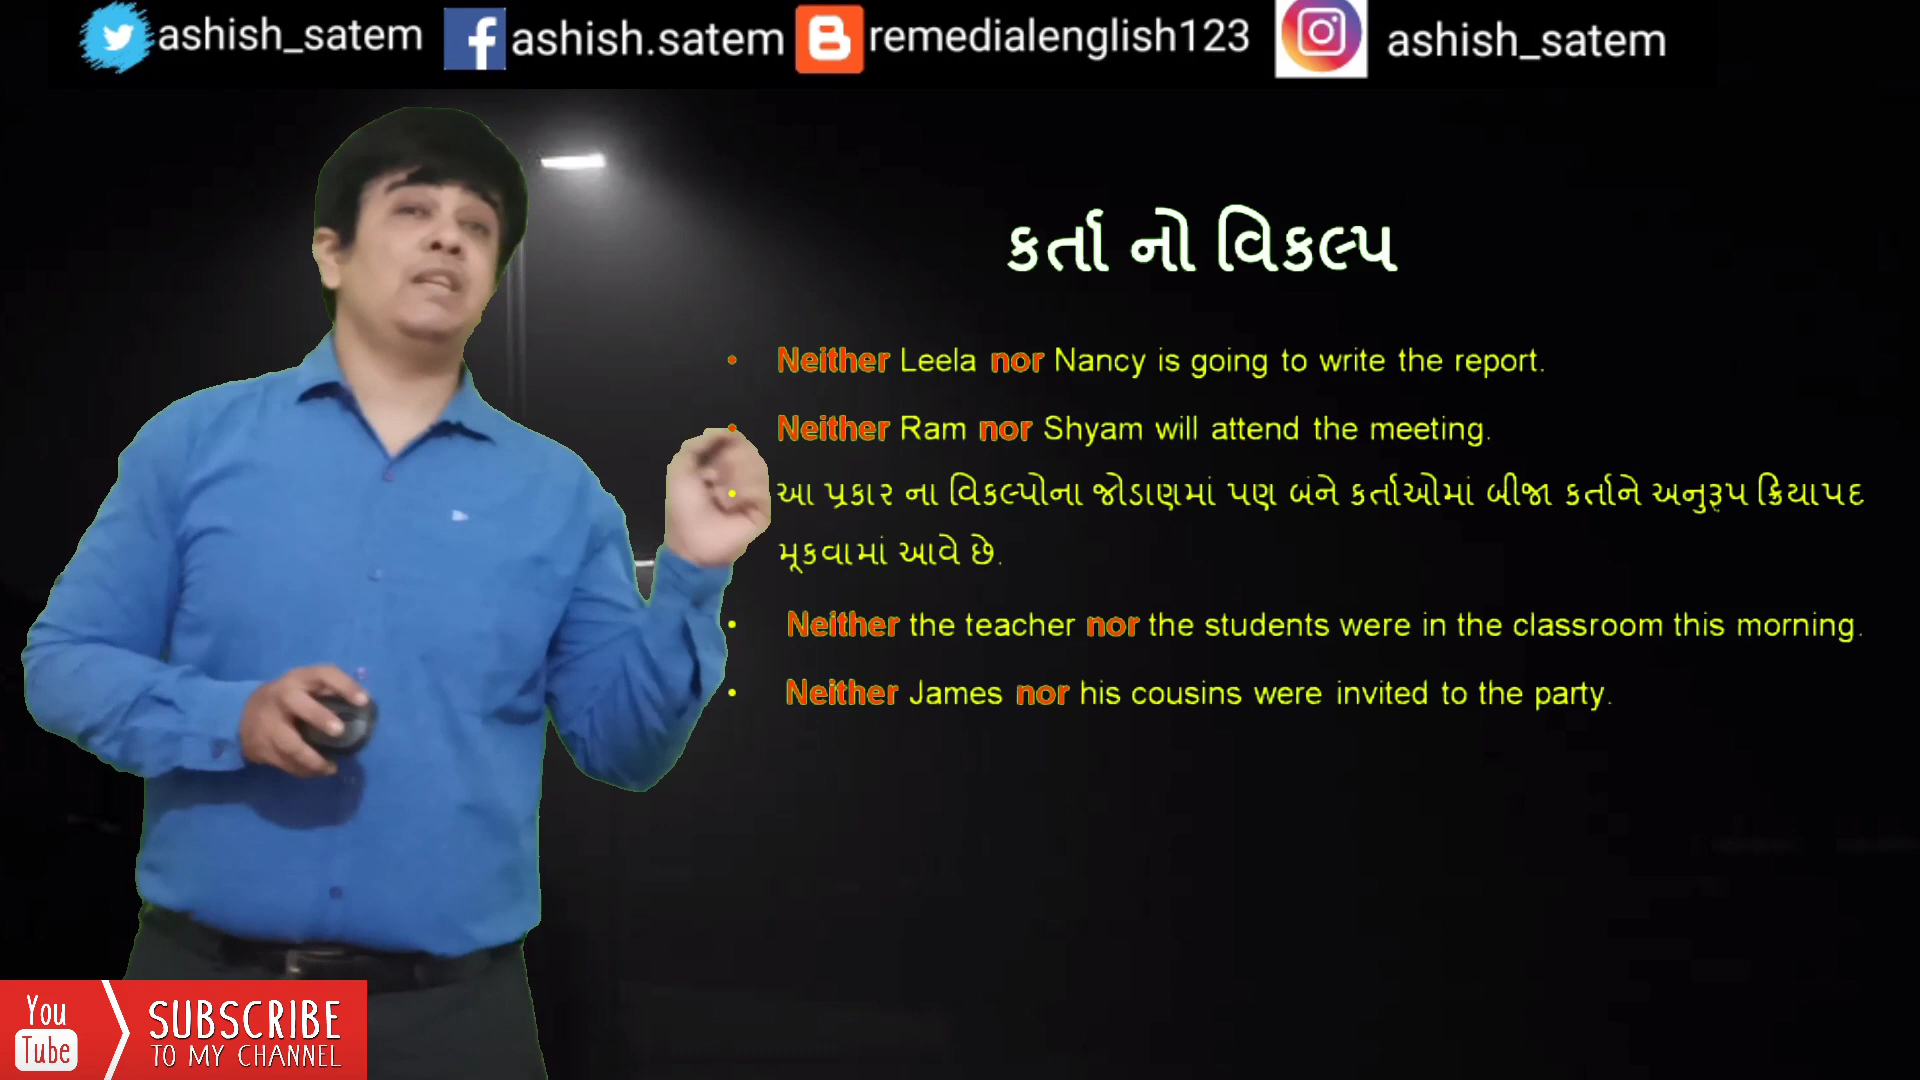 ashish_satem ashish.satem remedialenglish123 ashish_satem
કર્તા નો વિકલ્પ
• Neither Leela nor Nancy is going to write the report.
• Neither Ram nor Shyam will attend the meeting.
• આ પ્રકાર ના વિકલ્પોના જોડાણમાં પણ બંને કર્તાઓમાં બીજા કર્તાને અનુરૂપ ક્રિયાપદ
મૂકવામાં આવે છે.
• Neither the teacher nor the students were in the classroom this morning.
• Neither James nor his cousins were invited to the party.
You
Tube
SUBSCRIBE
TO MY CHANNEL